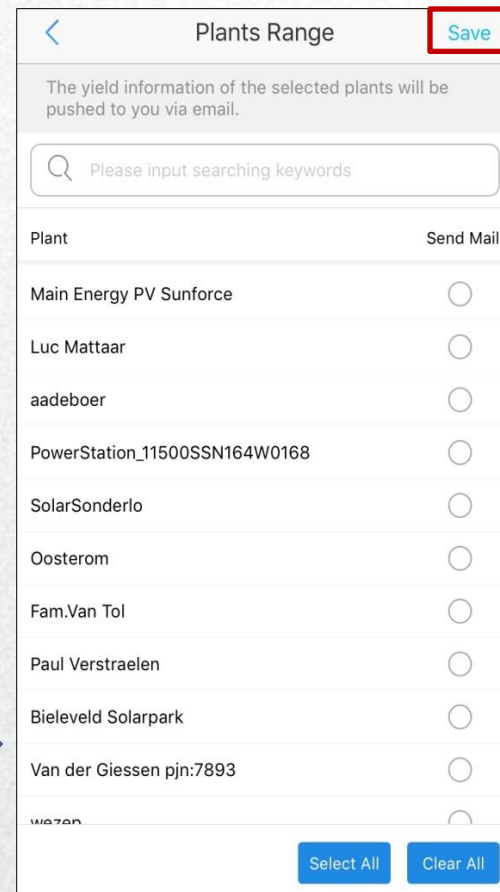 Plants Range
Save
The yield information of the selected plants will be
pushed to you via email.
Please input searching keywords
Plant Send Mail
Main Energy PV Sunforce
Luc Mattaar
aadeboer
PowerStation_11500SSN164W0168
SolarSonderlo
Oosterom
Fam.Van Tol
Paul Verstraelen
Bieleveld Solarpark
Van der Giessen pjn:7893
wezep
Select All Clear All